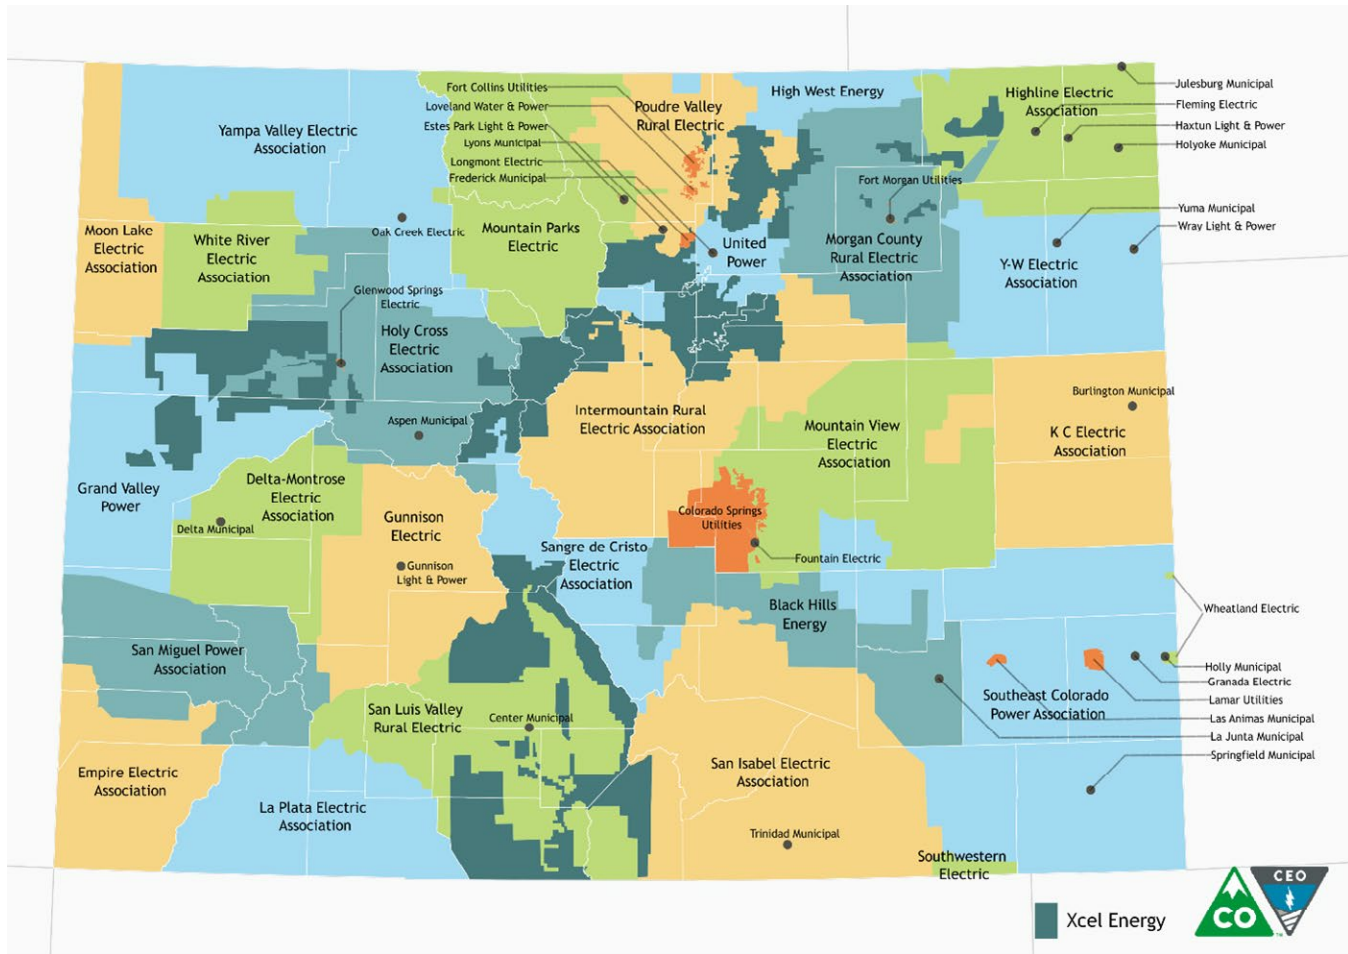 Fort Collins Utilities
Loveland Water & Power
Estes Park Light & Power
Lyons Municipal
Longmont Electric
Frederick Municipal
Poudre Valley
Rural Electric
High West Energy
Highline Electric
Association
Julesburg Municipal
Fleming Electric
Haxtun Light & Power
Holyoke Municipal
Yampa Valley Electric
Association
Fort Morgan Utilities
Yuma Municipal
Wray Light & Power
Moon Lake
Electric
Association
White River
Electric
Association
Oak Creek Electric
Mountain Parks
Electric
United
Power
Morgan County
Rural Electric
Association
Y-W Electric
Association
Glenwood Springs
Electric
Holy Cross
Electric
Association
Aspen Municipal
Intermountain Rural
Electric Association
Mountain View
Electric
Association
Burlington Municipal
K C Electric
Association
Grand Valley
Power
Delta-Montrose
Electric
Association
Delta Municipal
Gunnison
Electric
Gunnison
Light & Power
Colorado Springs
Utilities
Fountain Electric
Sangre de Cristo
Electric
Association
Black Hills
Energy
Wheatland Electric
San Miguel Power
Association
Holly Municipal
Granada Electric
Lamar Utilities
Las Animas Municipal
La Junta Municipal
Springfield Municipal
Southeast Colorado
Power Association
San Luis Valley
Rural Electric
Center Municipal
San Isabel Electric
Association
Empire Electric
Association
La Plata Electric
Association
Trinidad Municipal
Southwestern
Electric
Xcel Energy
CO
TM
CEO